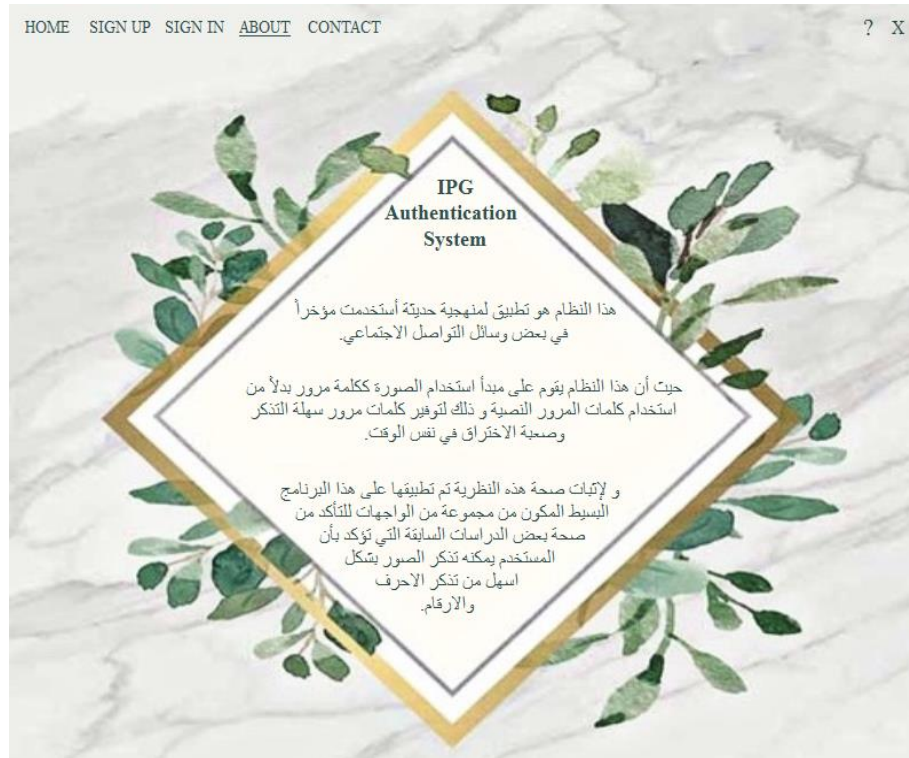 HOME SIGN UP SIGN IN ABOUT CONTACT ? X
IPG
Authentication
System
هذا النظام هو تطبيق لمنهجية حديثة أستخدمت مؤخراً
في بعض وسائل التواصل الاجتماعي.
حيث أن هذا النظام يقوم على مبدأ استخدام الصورة ككلمة مرور بدلاً من
استخدام كلمات المرور النصية و ذلك لتوفير كلمات مرور سهلة التذكر
وصعبة الاختراق في نفس الوقت.
و لإثبات صحة هذه النظرية تم تطبيقها على هذا البرنامج
البسيط المكون من مجموعة من الواجهات للتأكد من
صحة بعض الدراسات السابقة التي تؤكد بأن
المستخدم يمكنه تذكر الصور بشكل
اسهل من تذكر الاحرف
والارقام.